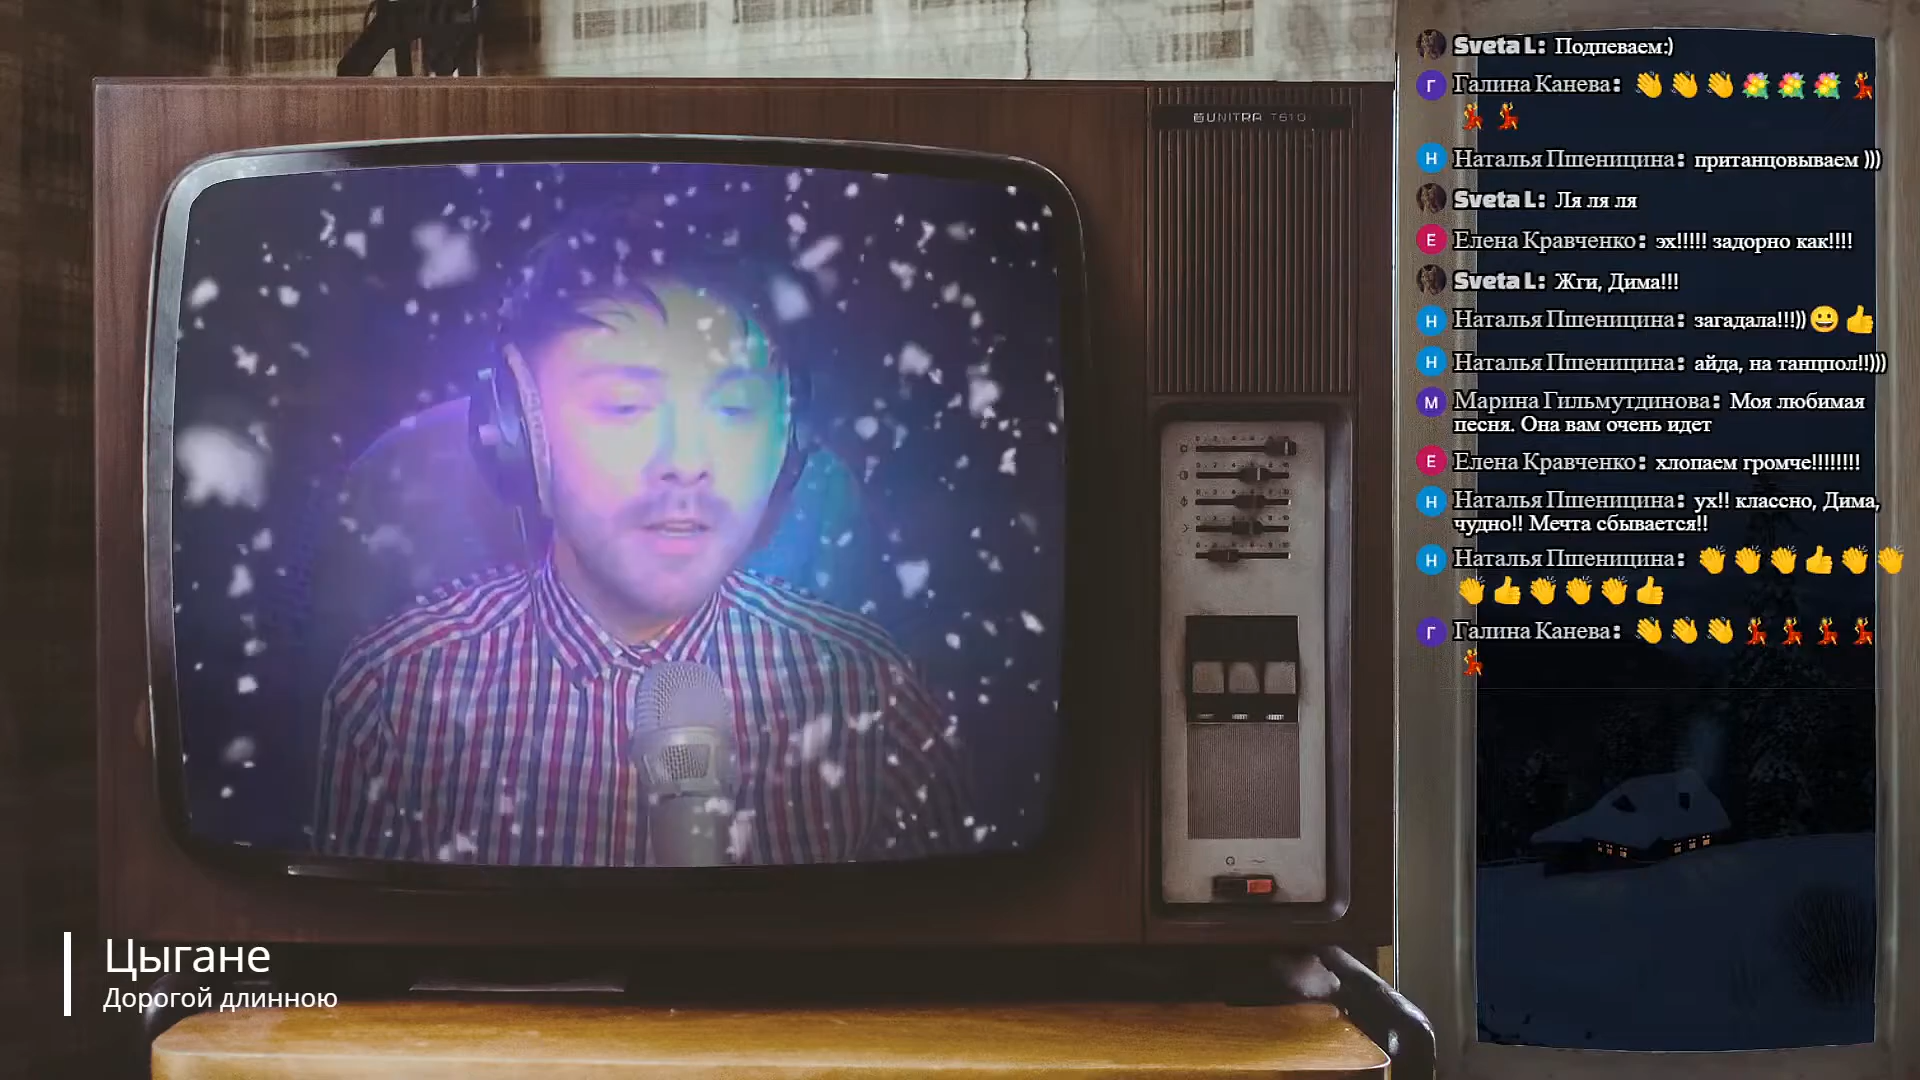 UNITRA T610
Sveta L: Подпеваем:)
Г Галина Канева: 👋👋👋💐💐💐💃
💃💃
Н Наталья Пшеницина: пританцовываем )))
Sveta L: Ля ля ля
Е Елена Кравченко: эх!!!!! задорно как!!!!
Sveta L: Жги, Дима!!!
Н Наталья Пшеницина: загадала!!!))😀👍
Н Наталья Пшеницина: айда, на танцпол!!)))
М Марина Гильмутдинова: Моя любимая
песня. Она вам очень идет
Е Елена Кравченко: хлопаем громче!!!!!!!!
Н Наталья Пшеницина: ух!! классно, Дима,
чудно!! Мечта сбывается!!
Н Наталья Пшеницина: 👏👏👏👍👏👏
👏👍👏👏👏👍
Г Галина Канева: 👋👋👋💃💃💃💃
💃
Цыгане
Дорогой длинною